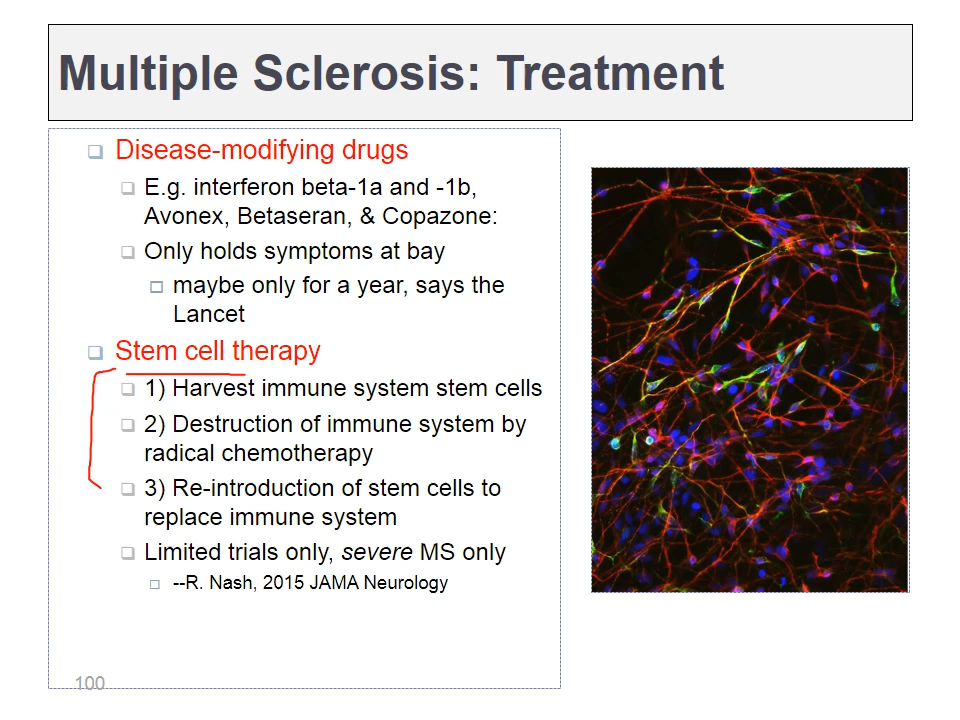 Multiple Sclerosis: Treatment
Disease-modifying drugs
E.g. interferon beta-1a and -1b,
Avonex, Betaseran, & Copazone:
Only holds symptoms at bay
maybe only for a year, says the
Lancet
Stem cell therapy
1) Harvest immune system stem cells
2) Destruction of immune system by
radical chemotherapy
3) Re-introduction of stem cells to
replace immune system
Limited trials only, severe MS only
--R. Nash, 2015 JAMA Neurology
100